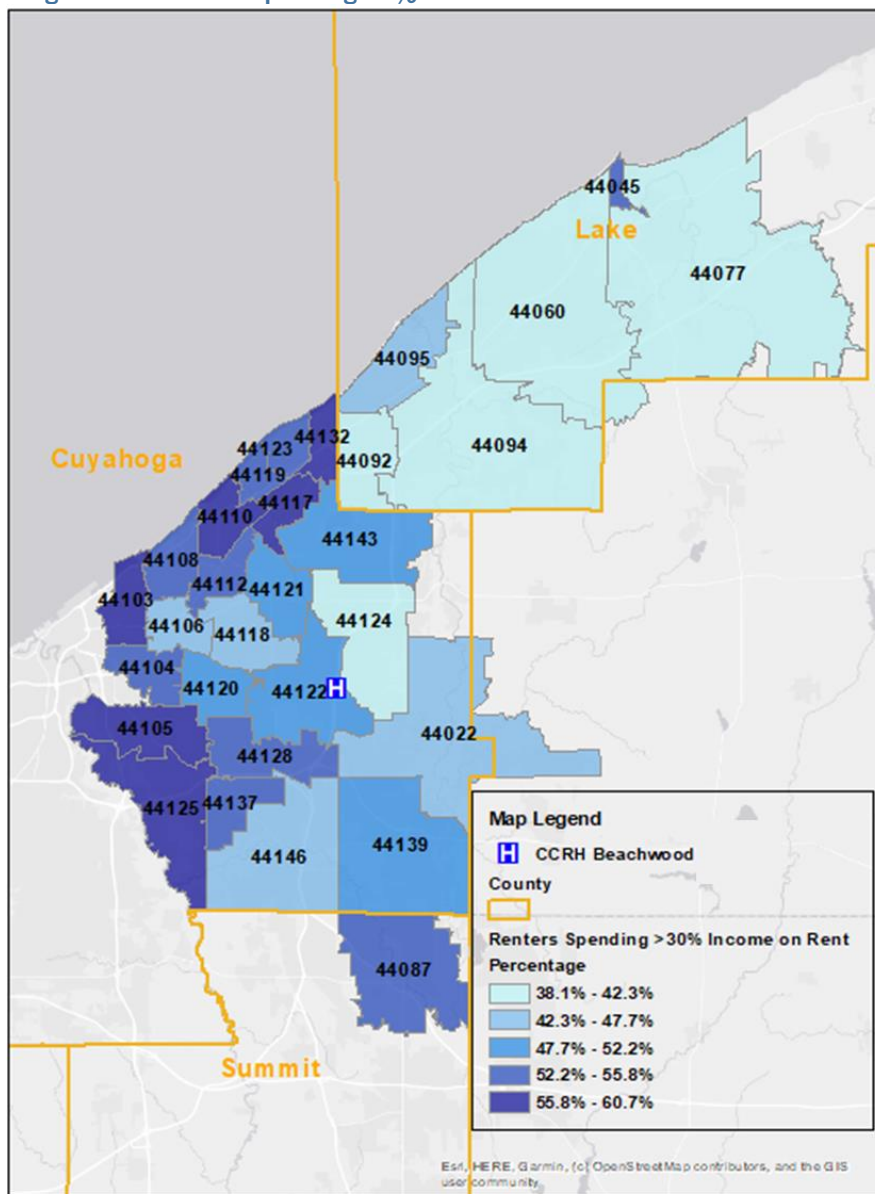 44045
Lake
44077
44060
44095
44132
44123
Cuyahoga
44092
44094
44119
44117
44110
44143
44108
44112
44121
44103
44124
44106
44118
44104
44120
44122
H
44105
44022
44128
44125
44137
44146
44139
44087
Summit
Map Legend
H CCRH Beachwood
County
Renters Spending >30% Income on Rent
Percentage
38.1% - 42.3%
42.3% - 47.7%
47.7% - 52.2%
52.2% - 55.8%
55.8% - 60.7%
Esri, HERE, Garmin, (c) OpenStreetMap contributors, and the GIS
user community